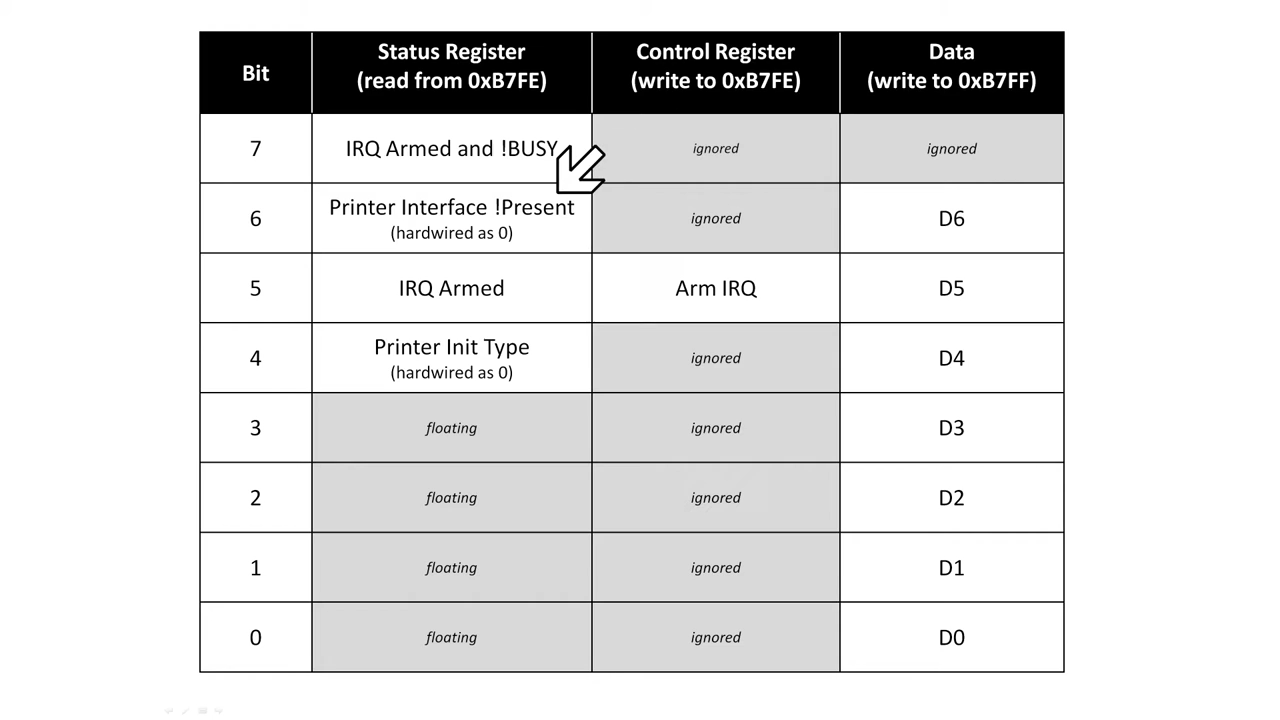 Bit
Status Register
(read from 0xB7FE)
Control Register
(write to 0xB7FE)
Data
(write to 0xB7FF)
7
IRQ Armed and !BUSY
ignored
ignored
6
Printer Interface !Present
(hardwired as 0)
ignored
D6
5
IRQ Armed
Arm IRQ
D5
4
Printer Init Type
(hardwired as 0)
ignored
D4
3
floating
ignored
D3
2
floating
ignored
D2
1
floating
ignored
D1
0
floating
ignored
D0